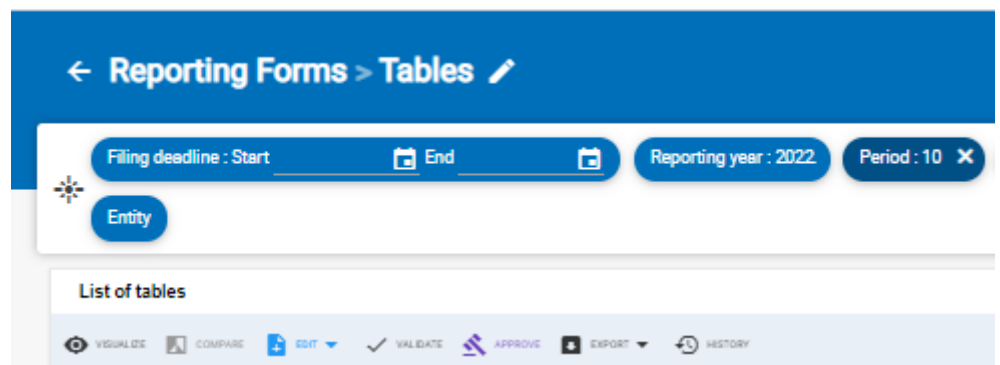 Reporting Forms > Tables
Filing deadline : Start End Reporting year : 2022 Period : 10
Entity
List of tables
VISUALIZE COMPARE EDIT VALIDATE APPROVE EXPORT HISTORY